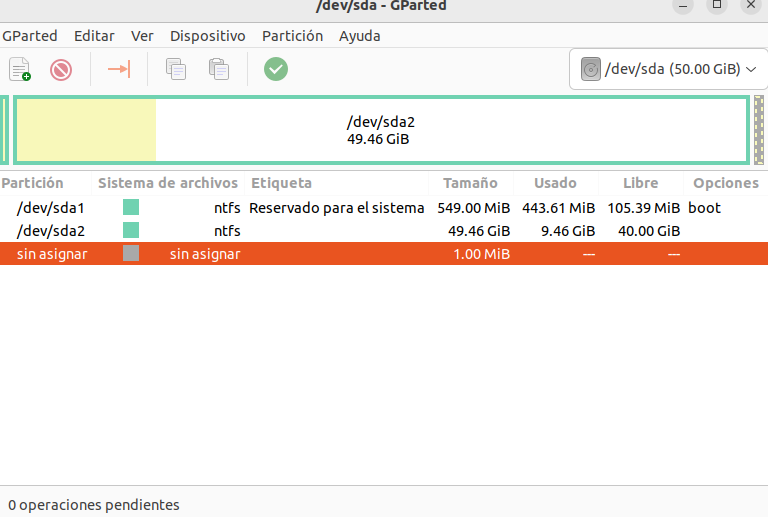 /dev/sda - GParted
GParted Editar Ver Dispositivo Partición Ayuda
/dev/sda (50.00 GiB)
/dev/sda2
49.46 GiB
Partición Sistema de archivos Etiqueta Tamaño Usado Libre Opciones
/dev/sda1 ntfs Reservado para el sistema 549.00 MiB 443.61 MiB 105.39 MiB boot
/dev/sda2 ntfs 49.46 GiB 9.46 GiB 40.00 GiB
sin asignar sin asignar 1.00 MiB --- ---
0 operaciones pendientes